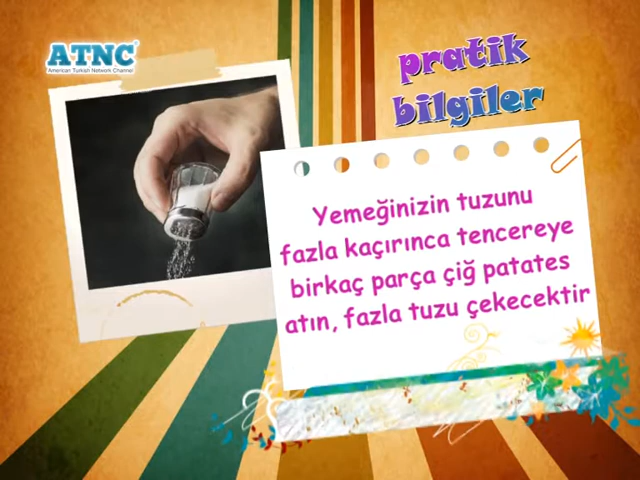 ATNC
American Turkish Network Channel
pratik
bilgiler
Yemeğinizin tuzunu
fazla kaçırınca tencereye
birkaç parça çiğ patates
atın, fazla tuzu çekecektir